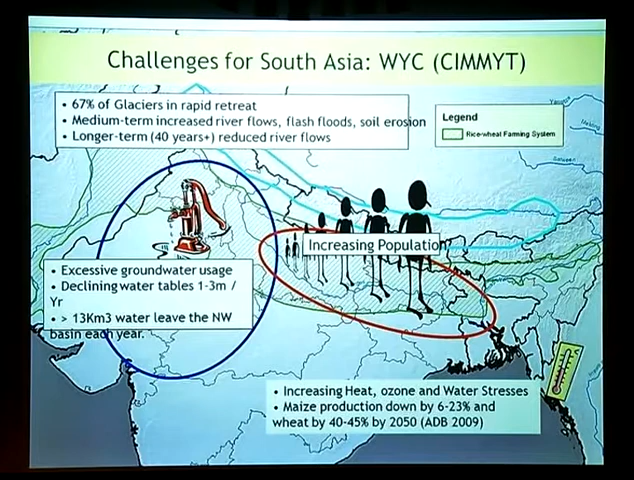 Challenges for South Asia: WYC (CIMMYT)
• 67% of Glaciers in rapid retreat
• Medium-term increased river flows, flash floods, soil erosion
• Longer-term (40 years+) reduced river flows
Legend
Rice-wheat Farming System
Increasing Population
• Excessive groundwater usage
• Declining water tables 1-3m /
Yr
• > 13Km3 water leave the NW
basin each year.
• Increasing Heat, ozone and Water Stresses
• Maize production down by 6-23% and
wheat by 40-45% by 2050 (ADB 2009)